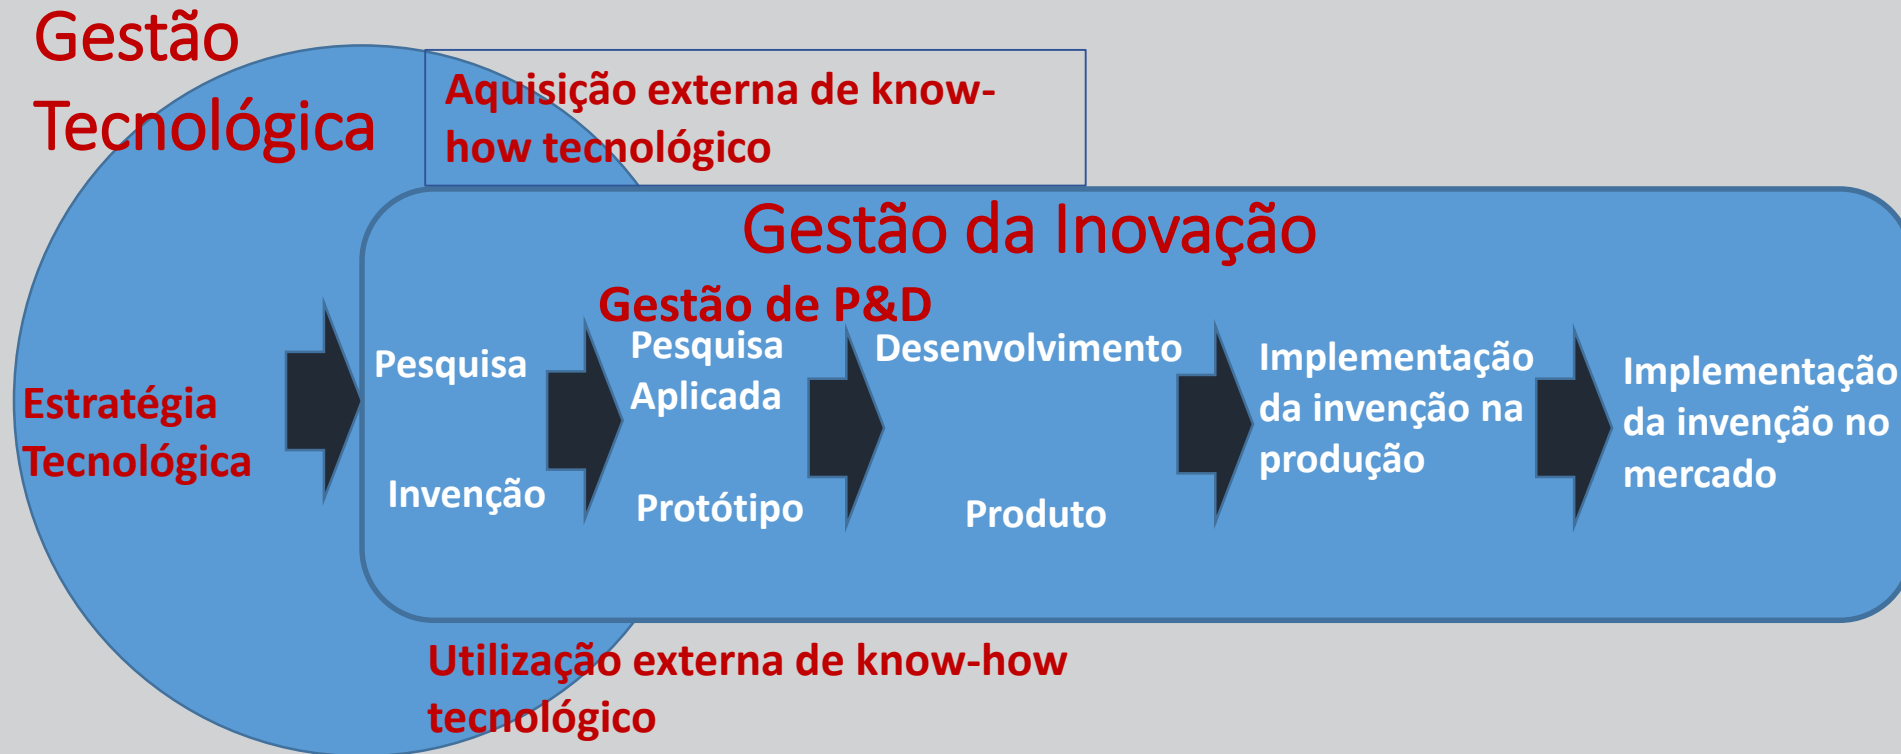 Gestão
Tecnológica
Aquisição externa de know-
how tecnológico
Gestão da Inovação
Gestão de P&D
Estratégia
Tecnológica
Pesquisa
Invenção
Pesquisa
Aplicada
Protótipo
Desenvolvimento
Produto
Implementação
da invenção na
produção
Implementação
da invenção no
mercado
Utilização externa de know-how
tecnológico